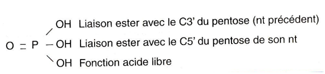 OH Liaison ester avec le C3' du pentose (nt précédent)
O = P - OH Liaison ester avec le C5' du pentose de son nt
OH Fonction acide libre